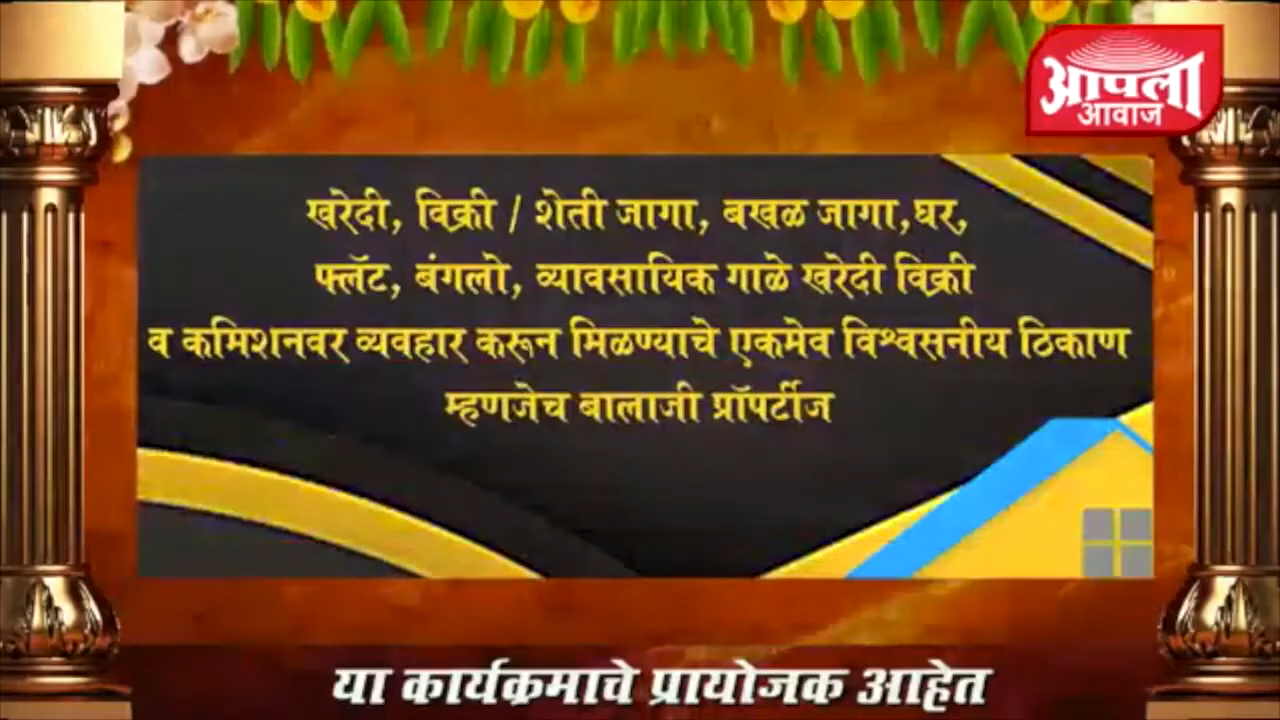 आपला
आवाज
खरेदी, विक्री / शेती जागा, बखळ जागा,घर,
फ्लॅट, बंगलो, व्यावसायिक गाळे खरेदी विक्री
व कमिशनवर व्यवहार करून मिळण्याचे एकमेव विश्वसनीय ठिकाण
म्हणजेच बालाजी प्रॉपर्टीज
या कार्यक्रमाचे प्रायोजक आहेत